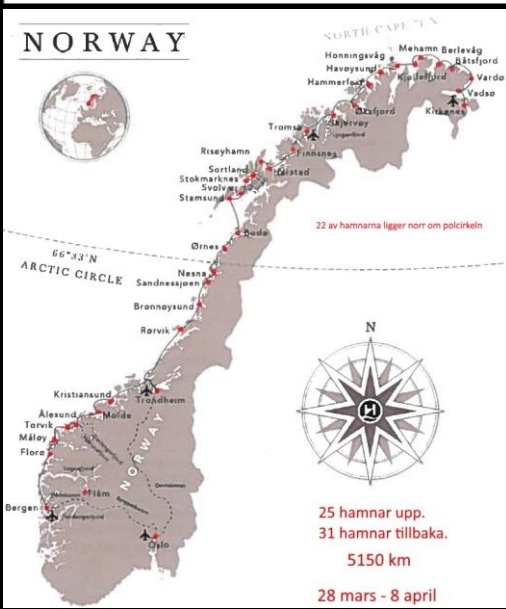 NORWAY
NORTH CAPE
Mehamn
Berlevåg
Honningsvåg
Båtsfjord
Havøysund
Kjøllefjord
Vardø
Hammerfest
Vadsø
Øksfjord
Kirkenes
Skjervøy
Tromsø
Lyngenfjord
Finnsnes
Risøyhamn
Harstad
Sortland
Stokmarknes
Svolvær
Stamsund
22 av hamnarna ligger norr om polcirkeln
Bodø
Ørnes
66°33'N
ARCTIC CIRCLE
Nesna
Sandnessjøen
Brønnøysund
Rørvik
N
Kristiansund
Trondheim
Molde
Ålesund
Torvik
Måløy
Florø
NORWAY
Flåm
Bergen
Oslo
H
25 hamnar upp.
31 hamnar tillbaka.
5150 km
28 mars - 8 april